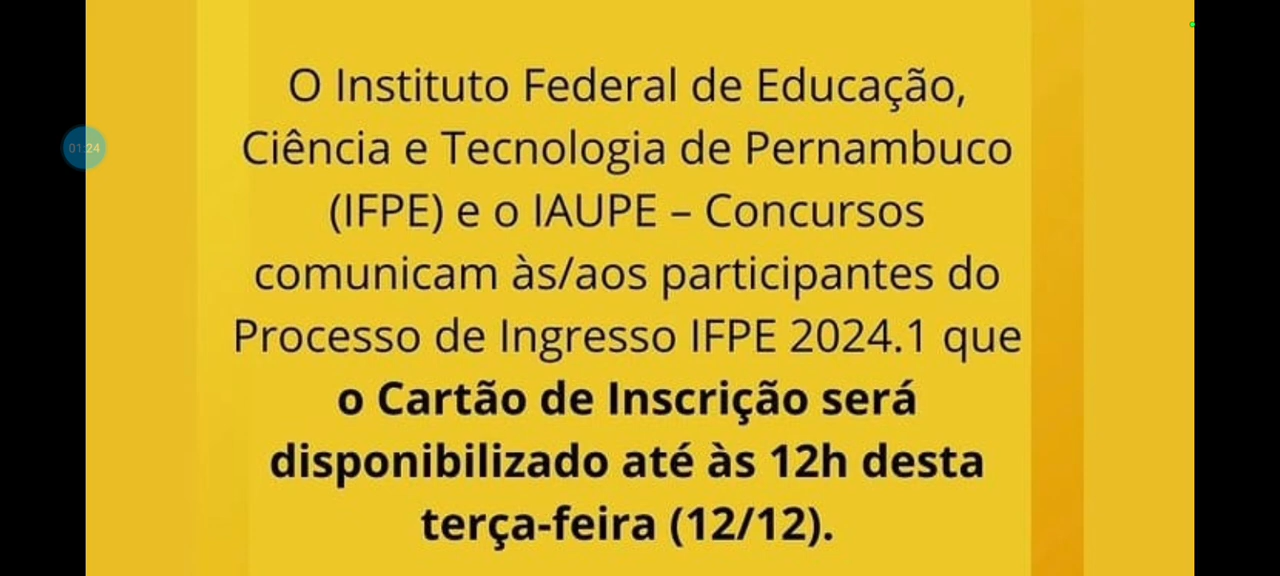 O Instituto Federal de Educação,
Ciência e Tecnologia de Pernambuco
01:24
(IFPE) e o IAUPE – Concursos
comunicam às/aos participantes do
Processo de Ingresso IFPE 2024.1 que
o Cartão de Inscrição será
disponibilizado até às 12h desta
terça-feira (12/12).